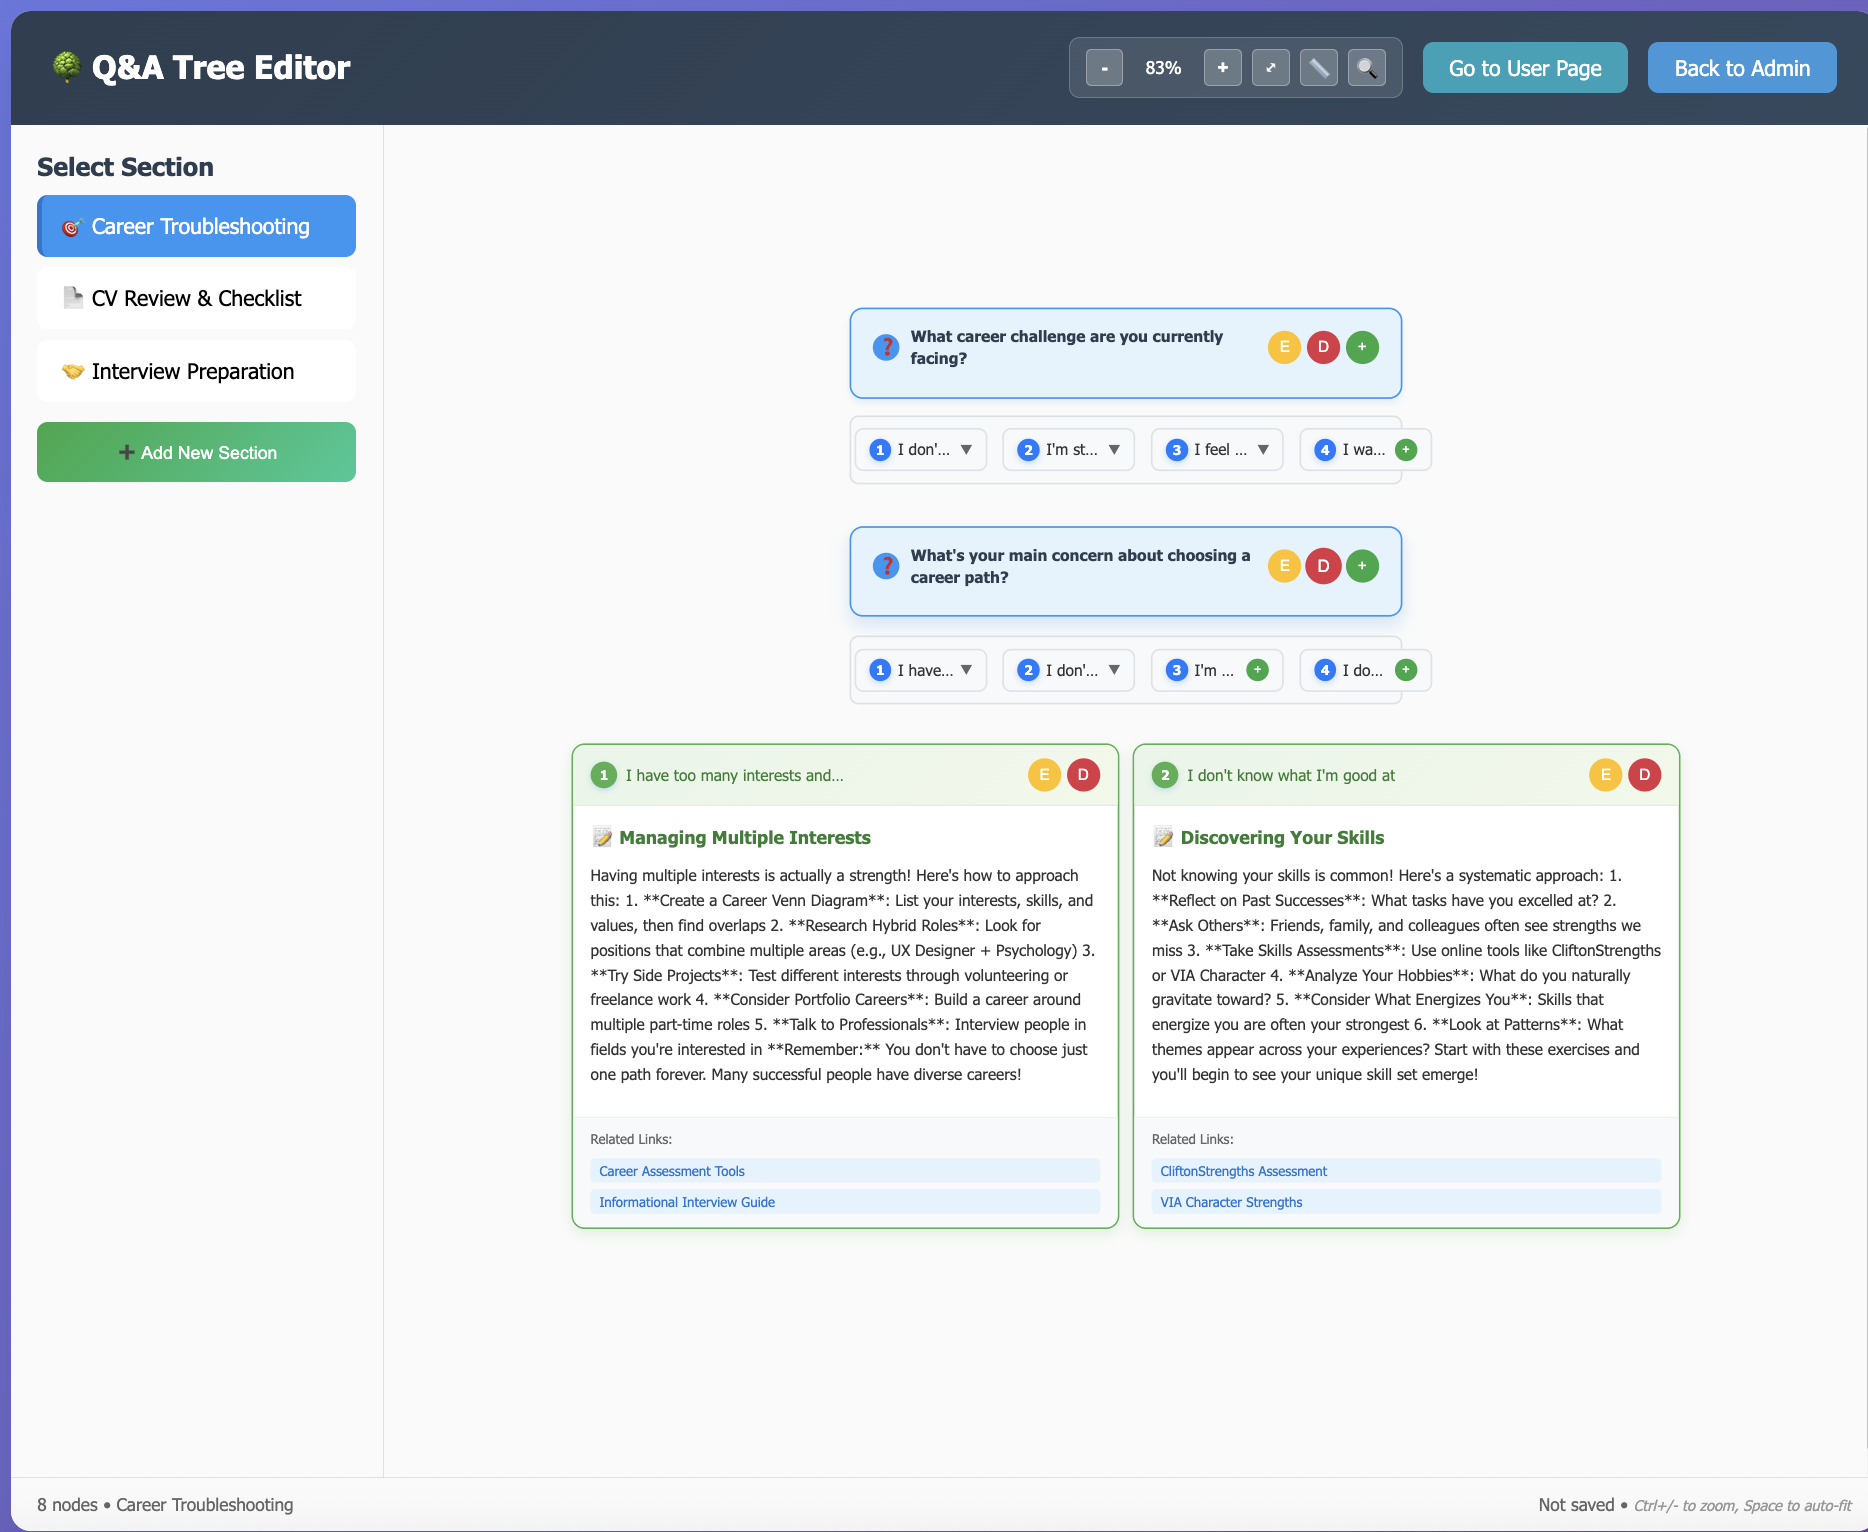 Q&A Tree Editor
-
83%
+
Go to User Page
Back to Admin
Select Section
Career Troubleshooting
CV Review & Checklist
Interview Preparation
+ Add New Section
What career challenge are you currently
facing?
E
D
+
1 I don'...
2 I'm st...
3 I feel ...
4 I wa... +
What's your main concern about choosing a
career path?
E
D
+
1 I have...
2 I don'...
3 I'm ... +
4 I do... +
1 I have too many interests and...
E
D
Managing Multiple Interests
Having multiple interests is actually a strength! Here's how to approach
this: 1. **Create a Career Venn Diagram**: List your interests, skills, and
values, then find overlaps 2. **Research Hybrid Roles**: Look for
positions that combine multiple areas (e.g., UX Designer + Psychology) 3.
**Try Side Projects**: Test different interests through volunteering or
freelance work 4. **Consider Portfolio Careers**: Build a career around
multiple part-time roles 5. **Talk to Professionals**: Interview people in
fields you're interested in **Remember:** You don't have to choose just
one path forever. Many successful people have diverse careers!
Related Links:
Career Assessment Tools
Informational Interview Guide
2 I don't know what I'm good at
E
D
Discovering Your Skills
Not knowing your skills is common! Here's a systematic approach: 1.
**Reflect on Past Successes**: What tasks have you excelled at? 2.
**Ask Others**: Friends, family, and colleagues often see strengths we
miss 3. **Take Skills Assessments**: Use online tools like CliftonStrengths
or VIA Character 4. **Analyze Your Hobbies**: What do you naturally
gravitate toward? 5. **Consider What Energizes You**: Skills that
energize you are often your strongest 6. **Look at Patterns**: What
themes appear across your experiences? Start with these exercises and
you'll begin to see your unique skill set emerge!
Related Links:
CliftonStrengths Assessment
VIA Character Strengths
8 nodes • Career Troubleshooting
Not saved • Ctrl+/- to zoom, Space to auto-fit